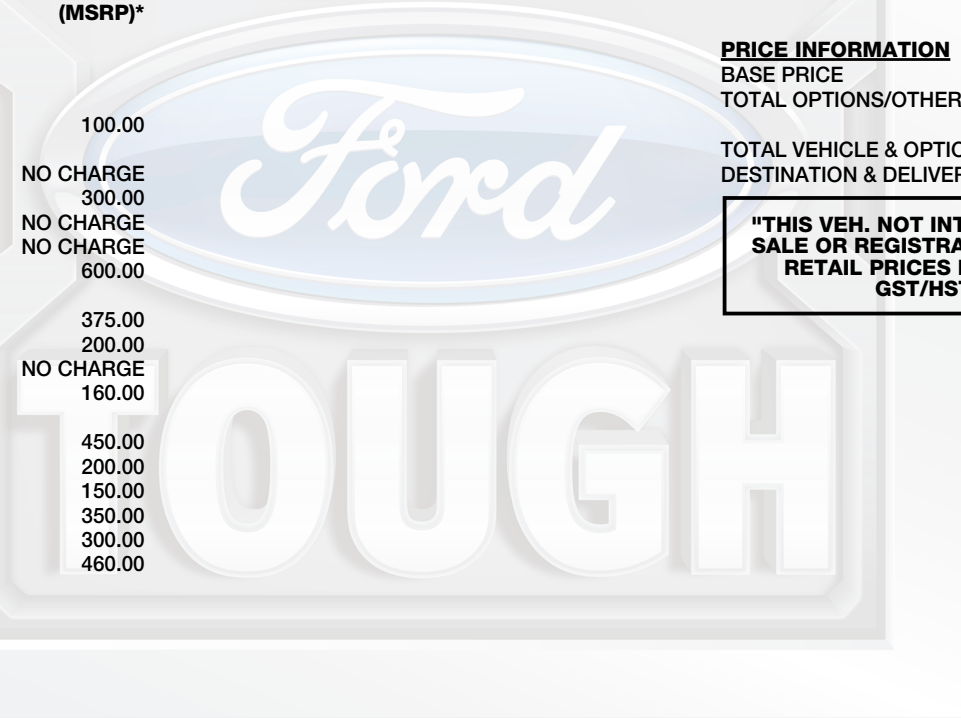 (MSRP)*
100.00
NO CHARGE
300.00
NO CHARGE
NO CHARGE
600.00
375.00
200.00
NO CHARGE
160.00
450.00
200.00
150.00
350.00
300.00
460.00
PRICE INFORMATION
BASE PRICE
TOTAL OPTIONS/OTHER
TOTAL VEHICLE & OPTIO
DESTINATION & DELIVER
"THIS VEH. NOT INT
SALE OR REGISTRA
RETAIL PRICES
GST/HST
Ford
TOUGH